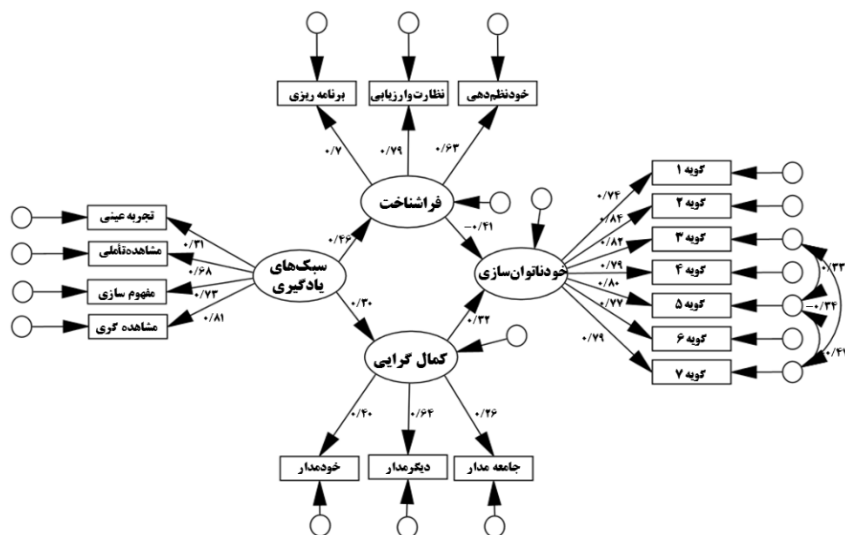 خودنظم‌دهی
نظارت‌وارزیابی
برنامه ریزی
۰/۶۳
۰/۷۹
۰/۷
گویه ۱
گویه ۲
گویه ۳
گویه ۴
گویه ۵
گویه ۶
گویه ۷
۰/۷۴
۰/۸۴
۰/۸۲
۰/۷۹
۰/۸۰
۰/۷۷
۰/۷۹
۰/۳۳
-۰/۳۴
فراشناخت
-۰/۴۱
خودناتوان‌سازی
۰/۴۶
سبک‌های
یادگیری
۰/۳۰
۰/۳۲
کمال گرایی
تجربه عینی
مشاهده‌تأملی
مفهوم سازی
مشاهده گری
۰/۳۱
۰/۶۸
۰/۷۳
۰/۸۱
۰/۲۶
۰/۶۴
۰/۴۰
جامعه مدار
دیگرمدار
خودمدار